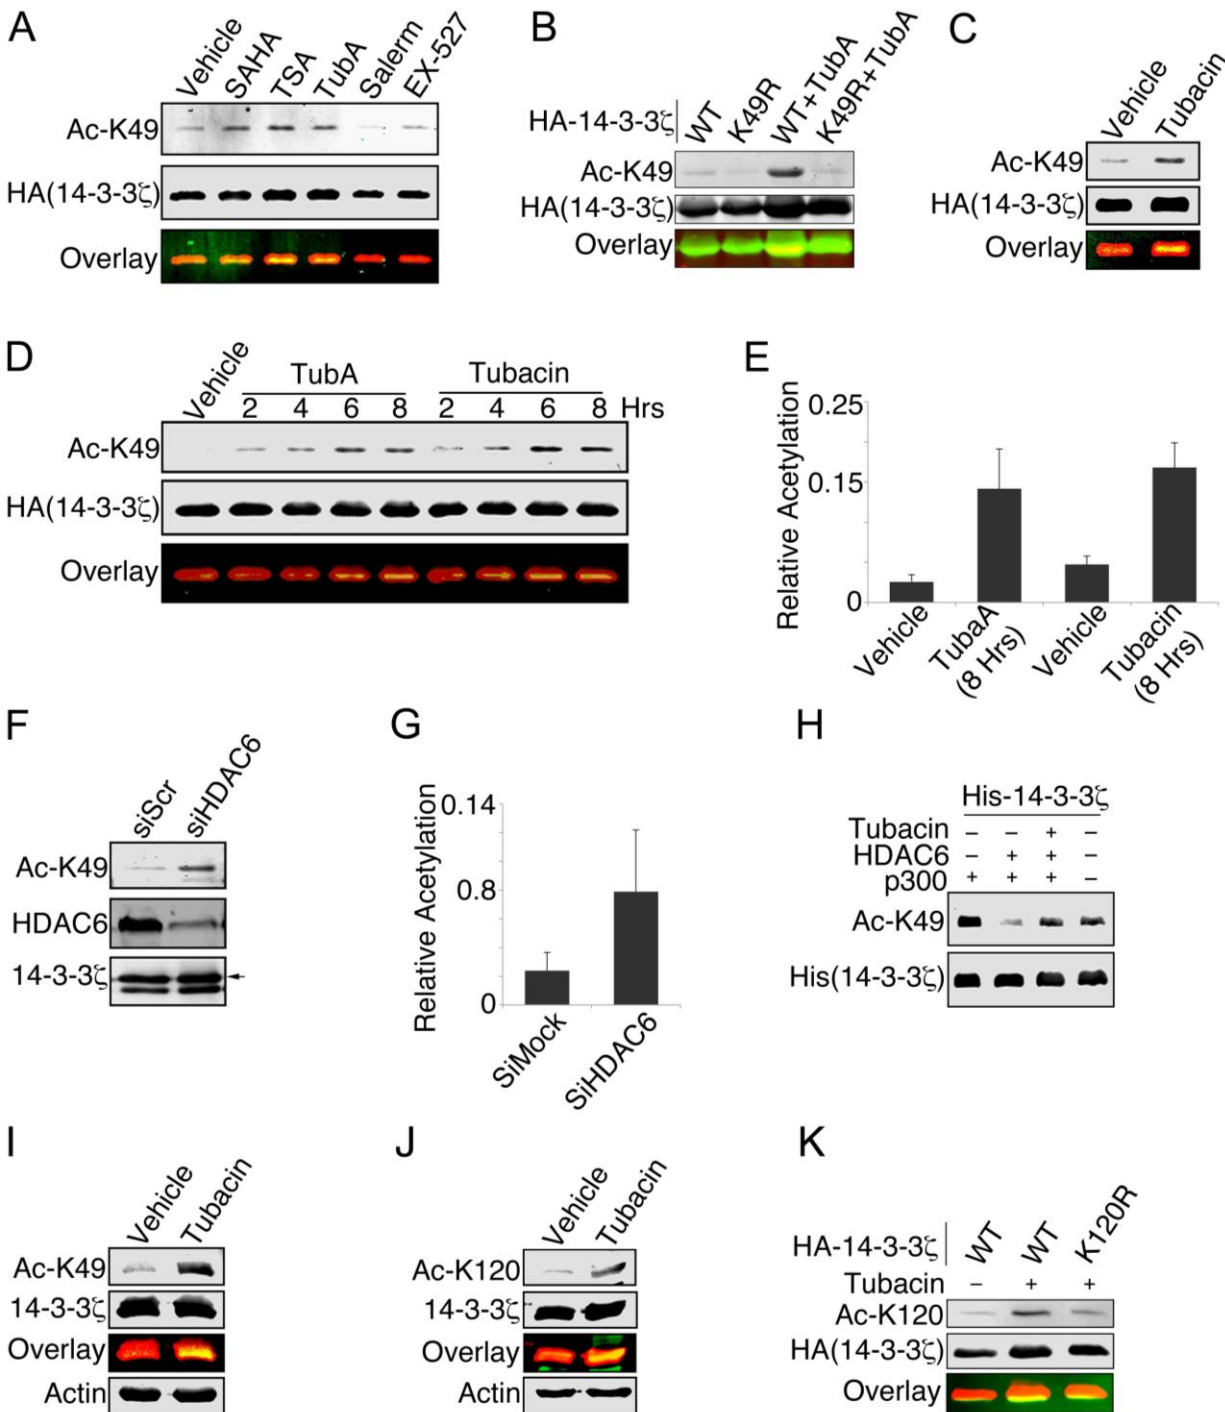 A
Vehicle
SAHA
TSA
TubA
Salerm
EX-527
Ac-K49
HA(14-3-3ζ)
Overlay
B
HA-14-3-3ζ
WT
K49R
WT+TubA
K49R+TubA
Ac-K49
HA(14-3-3ζ)
Overlay
C
Vehicle
Tubacin
Ac-K49
HA(14-3-3ζ)
Overlay
D
Vehicle
TubA
Tubacin
2 4 6 8 2 4 6 8 Hrs
Ac-K49
HA(14-3-3ζ)
Overlay
E
Relative Acetylation
0.25
0.15
0
Vehicle
TubaA
(8 Hrs)
Vehicle
Tubacin
(8 Hrs)
F
siScr
siHDAC6
Ac-K49
HDAC6
14-3-3ζ
G
Relative Acetylation
0.14
0.8
0
SiMock
SiHDAC6
H
His-14-3-3ζ
Tubacin – – + –
HDAC6 – + + –
p300 + + + –
Ac-K49
His(14-3-3ζ)
I
Vehicle
Tubacin
Ac-K49
14-3-3ζ
Overlay
Actin
J
Vehicle
Tubacin
Ac-K120
14-3-3ζ
Overlay
Actin
K
HA-14-3-3ζ
WT
WT
K120R
Tubacin – + +
Ac-K120
HA(14-3-3ζ)
Overlay